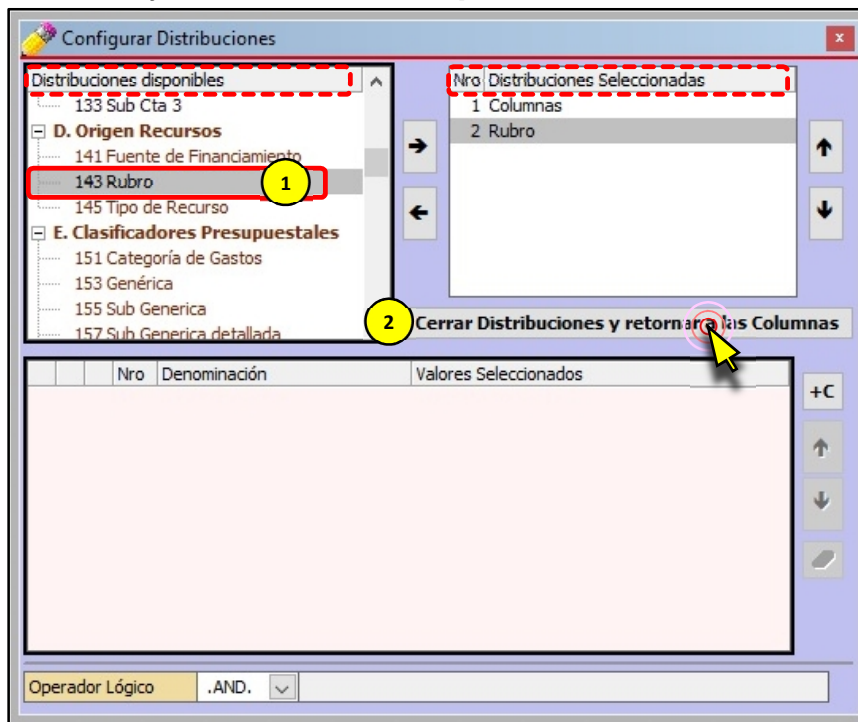 Configurar Distribuciones
x
Distribuciones disponibles
133 Sub Cta 3
D. Origen Recursos
141 Fuente de Financiamiento
143 Rubro
1
145 Tipo de Recurso
E. Clasificadores Presupuestales
151 Categoría de Gastos
153 Genérica
155 Sub Generica
157 Sub Generica detallada
Nro Distribuciones Seleccionadas
1 Columnas
2 Rubro
2
Cerrar Distribuciones y retornar a las Columnas
Nro Denominación Valores Seleccionados
+C
Operador Lógico .AND.